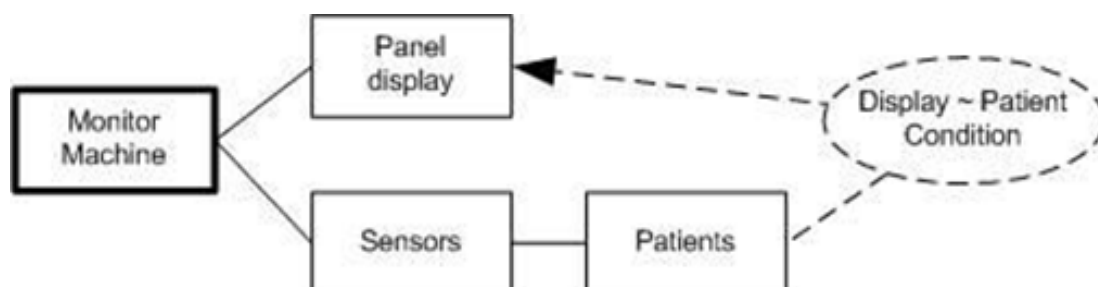 Panel
display
Monitor
Machine
Display ~ Patient
Condition
Sensors
Patients